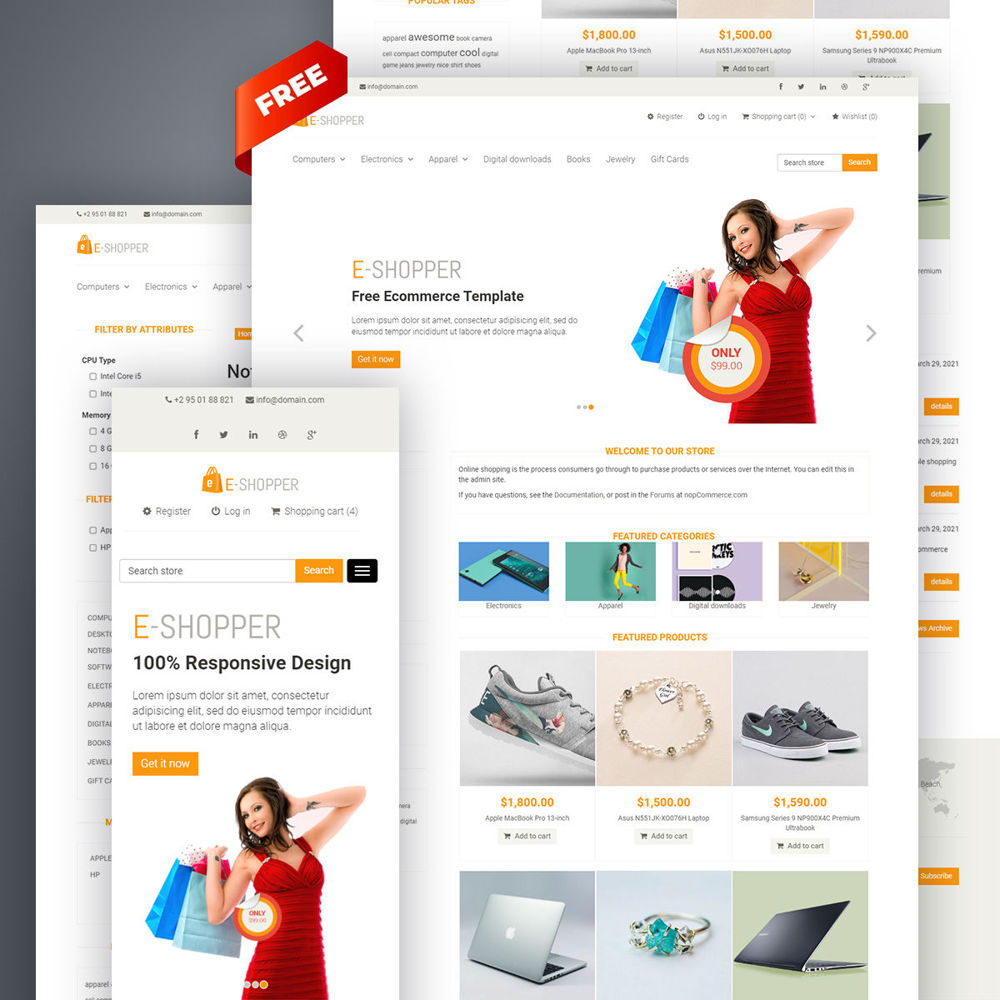 POPULAR TAGS
apparel awesome book camera
cell compact computer cool digital
game jeans jewelry nice shirt shoes
$1,800.00
Apple MacBook Pro 13-inch
Add to cart
$1,500.00
Asus N551JK-XO076H Laptop
Add to cart
$1,590.00
Samsung Series 9 NP900X4C Premium
Ultrabook
Add to cart
FREE
info@domain.com
E-SHOPPER
Register Log in Shopping cart (0) Wishlist (0)
Computers Electronics Apparel Digital downloads Books Jewelry Gift Cards
Search store Search
E-SHOPPER
Free Ecommerce Template
Lorem ipsum dolor sit amet, consectetur adipiscing elit, sed do
eiusmod tempor incididunt ut labore et dolore magna aliqua.
Get it now
ONLY
$99.00
WELCOME TO OUR STORE
Online shopping is the process consumers go through to purchase products or services over the Internet. You can edit this in
the admin site.
If you have questions, see the Documentation, or post in the Forums at nopCommerce.com
FEATURED CATEGORIES
Electronics
Apparel
Digital downloads
Jewelry
FEATURED PRODUCTS
$1,800.00
Apple MacBook Pro 13-inch
Add to cart
$1,500.00
Asus N551JK-XO076H Laptop
Add to cart
$1,590.00
Samsung Series 9 NP900X4C Premium
Ultrabook
Add to cart
+2 95 01 88 821 info@domain.com
E-SHOPPER
Computers Electronics Apparel
FILTER BY ATTRIBUTES
Hom
CPU Type
Intel Core i5
Inte
Memory
4 G
8 G
16
FILTER
App
HP
COMPU
DESKTO
NOTEB
SOFTW
ELECTR
APPAR
DIGITAL
BOOKS
JEWEL
GIFT CA
M
APPLE
HP
apparel
cell com
No
+2 95 01 88 821 info@domain.com
E-SHOPPER
Register Log in Shopping cart (4)
Search store Search
E-SHOPPER
100% Responsive Design
Lorem ipsum dolor sit amet, consectetur
adipisicing elit, sed do eiusmod tempor incididunt
ut labore et dolore magna aliqua.
Get it now
ONLY
$99.00
mera
digital
remium
arch 29, 2021
details
arch 29, 2021
ole shopping
details
arch 29, 2021
ommerce
details
ws Archive
Beach,
Subscribe